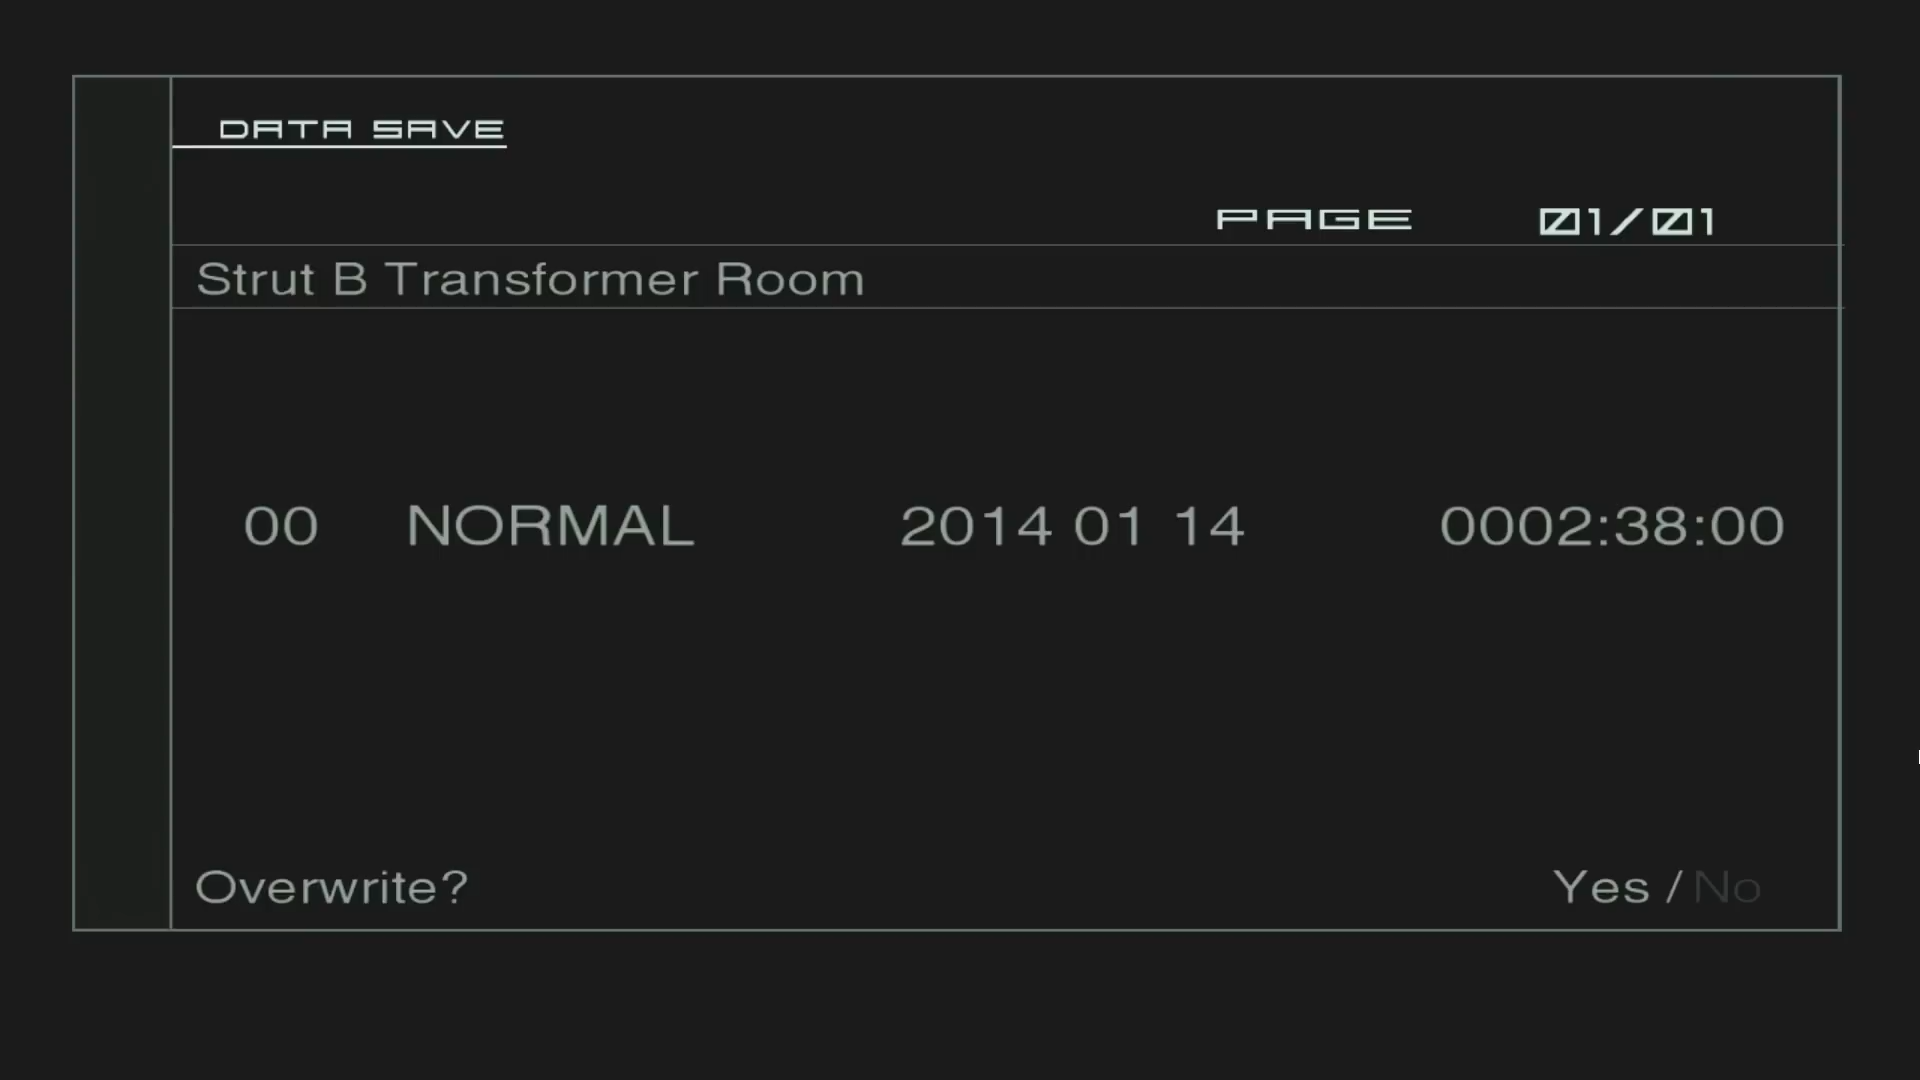 DATA SAVE
PAGE 01/01
Strut B Transformer Room
00 NORMAL 2014 01 14 0002:38:00
Overwrite? Yes / No